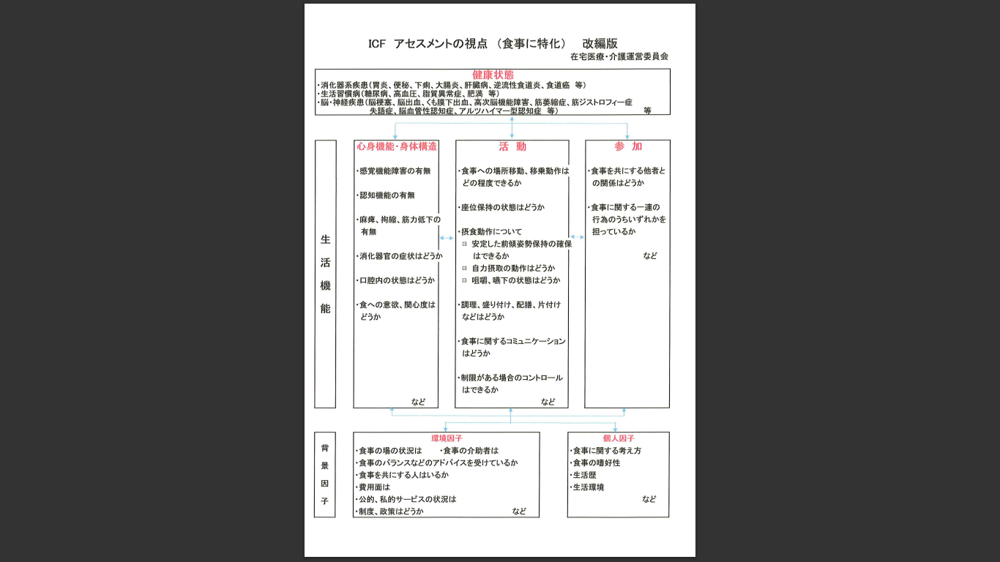 ICF アセスメントの視点 （食事に特化） 改編版
在宅医療・介護運営委員会
健康状態
・消化器系疾患（胃炎、便秘、下痢、大腸炎、肝臓病、逆流性食道炎、食道癌 等）
・生活習慣病（糖尿病、高血圧、脂質異常症、肥満 等）
・脳・神経疾患（脳梗塞、脳出血、くも膜下出血、高次脳機能障害、筋萎縮症、筋ジストロフィー症
失語症、脳血管性認知症、アルツハイマー型認知症 等） 等
生活機能
心身機能・身体構造
・感覚機能障害の有無
・認知機能の有無
・麻痺、拘縮、筋力低下の
有無
・消化器官の症状はどうか
・口腔内の状態はどうか
・食への意欲、関心度は
どうか
など
活 動
・食事への場所移動、移乗動作は
どの程度できるか
・座位保持の状態はどうか
・摂食動作について
⊡ 安定した前傾姿勢保持の確保
はできるか
⊡ 自力摂取の動作はどうか
⊡ 咀嚼、嚥下の状態はどうか
・調理、盛り付け、配膳、片付け
などはどうか
・食事に関するコミュニケーション
はどうか
・制限がある場合のコントロール
はできるか
など
参 加
・食事を共にする他者と
の関係はどうか
・食事に関する一連の
行為のうちいずれかを
担っているか
など
背景因子
環境因子
・食事の場の状況は ・食事の介助者は
・食事のバランスなどのアドバイスを受けているか
・食事を共にする人はいるか
・費用面は
・公的、私的サービスの状況は
・制度、政策はどうか など
個人因子
・食事に関する考え方
・食事の嗜好性
・生活歴
・生活環境
など